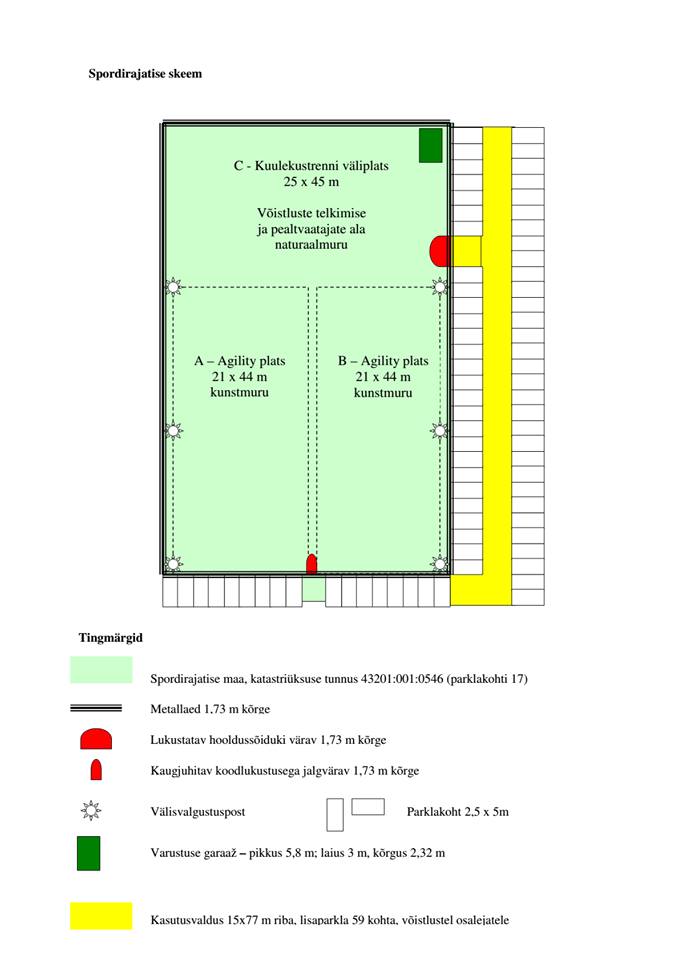 Spordirajatise skeem
C - Kuulekustrenni väliplats
25 x 45 m
Võistluste telkimise
ja pealtvaatajate ala
naturaalmuru
A – Agility plats
21 x 44 m
kunstmuru
B – Agility plats
21 x 44 m
kunstmuru
Tingmärgid
Spordirajatise maa, katastriüksuse tunnus 43201:001:0546 (parklakohti 17)
Metallaed 1,73 m kõrge
Lukustatav hooldussõiduki värav 1,73 m kõrge
Kaugjuhitav koodlukustusega jalgvärav 1,73 m kõrge
Välisvalgustuspost
Parklakoht 2,5 x 5m
Varustuse garaaž – pikkus 5,8 m; laius 3 m, kõrgus 2,32 m
Kasutusvaldus 15x77 m riba, lisaparkla 59 kohta, võistlustel osalejatele